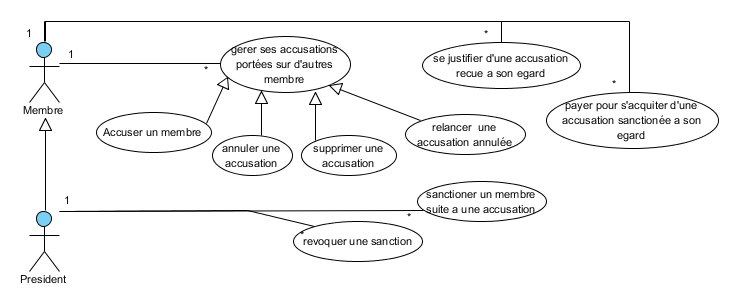 1
*
1
gerer ses accusations
portées sur d'autres
membre
*
se justifier d'une accusation
recue a son egard
*
payer pour s'acquiter d'une
accusation sanctionée a son
egard
Membre
Accuser un membre
annuler une
accusation
supprimer une
accusation
relancer une
accusation annulée
1
sanctioner un membre
suite a une accusation
*
*
revoquer une sanction
President